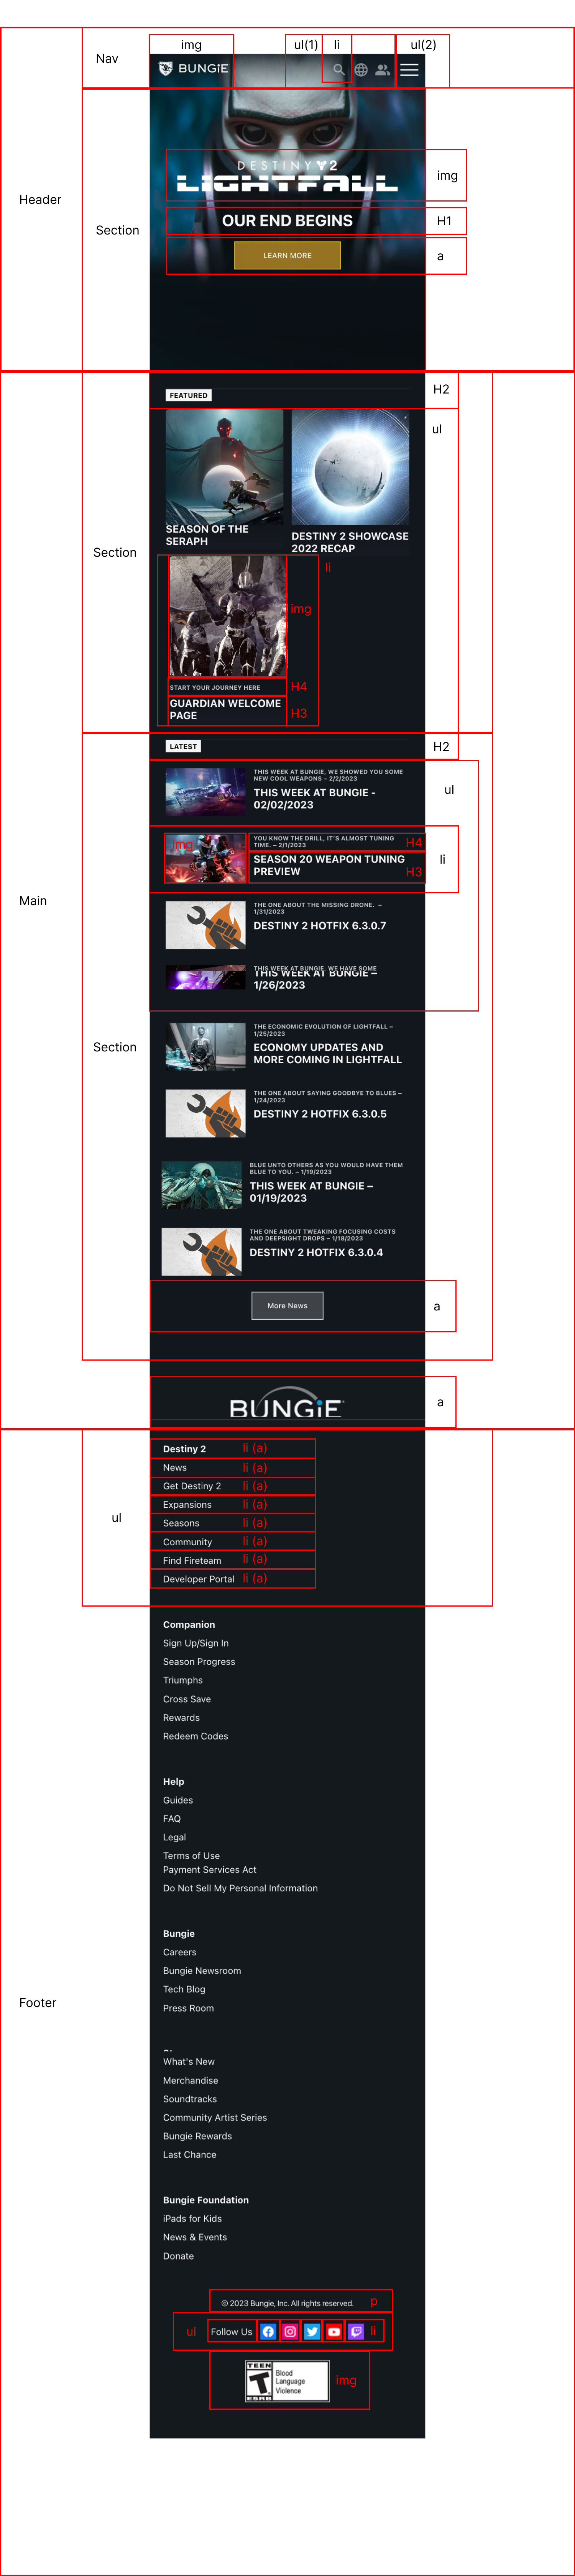 img
ul(1)
li
ul(2)
Nav
BUNGIE
DESTINY 2
LIGHTFALL
img
Header
OUR END BEGINS
H1
Section
LEARN MORE
a
FEATURED
H2
ul
SEASON OF THE
SERAPH
DESTINY 2 SHOWCASE
2022 RECAP
Section
li
img
START YOUR JOURNEY HERE
H4
GUARDIAN WELCOME
PAGE
H3
LATEST
H2
THIS WEEK AT BUNGIE, WE SHOWED YOU SOME
NEW COOL WEAPONS – 2/2/2023
THIS WEEK AT BUNGIE -
02/02/2023
ul
img
YOU KNOW THE DRILL, IT'S ALMOST TUNING
TIME. – 2/1/2023
H4
SEASON 20 WEAPON TUNING
PREVIEW
H3
li
Main
THE ONE ABOUT THE MISSING DRONE. –
1/31/2023
DESTINY 2 HOTFIX 6.3.0.7
THIS WEEK AT BUNGIE, WE HAVE SOME
THIS WEEK AT BUNGIE –
1/26/2023
THE ECONOMIC EVOLUTION OF LIGHTFALL –
1/25/2023
ECONOMY UPDATES AND
MORE COMING IN LIGHTFALL
Section
THE ONE ABOUT SAYING GOODBYE TO BLUES –
1/24/2023
DESTINY 2 HOTFIX 6.3.0.5
BLUE UNTO OTHERS AS YOU WOULD HAVE THEM
BLUE TO YOU. – 1/19/2023
THIS WEEK AT BUNGIE –
01/19/2023
THE ONE ABOUT TWEAKING FOCUSING COSTS
AND DEEPSIGHT DROPS – 1/18/2023
DESTINY 2 HOTFIX 6.3.0.4
More News
a
BUNGIE
a
Destiny 2 li (a)
News li (a)
Get Destiny 2 li (a)
Expansions li (a)
ul
Seasons li (a)
Community li (a)
Find Fireteam li (a)
Developer Portal li (a)
Companion
Sign Up/Sign In
Season Progress
Triumphs
Cross Save
Rewards
Redeem Codes
Help
Guides
FAQ
Legal
Terms of Use
Payment Services Act
Do Not Sell My Personal Information
Bungie
Careers
Bungie Newsroom
Tech Blog
Press Room
Footer
What's New
Merchandise
Soundtracks
Community Artist Series
Bungie Rewards
Last Chance
Bungie Foundation
iPads for Kids
News & Events
Donate
© 2023 Bungie, Inc. All rights reserved. p
ul
Follow Us
li
TEEN
T
ESRB
Blood
Language
Violence
img